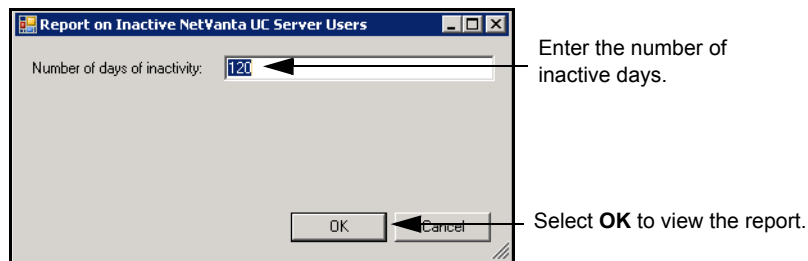 Report on Inactive NetVanta UC Server Users
Number of days of inactivity: 120
Enter the number of
inactive days.
OK Cancel
Select OK to view the report.